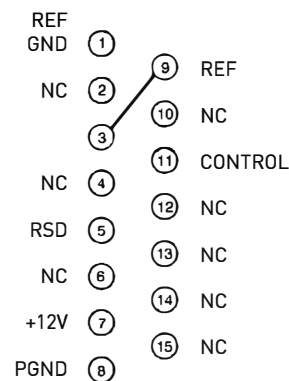 REF
GND 1
9 REF
NC 2
10 NC
3
11 CONTROL
NC 4
12 NC
RSD 5
13 NC
NC 6
14 NC
+12V 7
15 NC
PGND 8